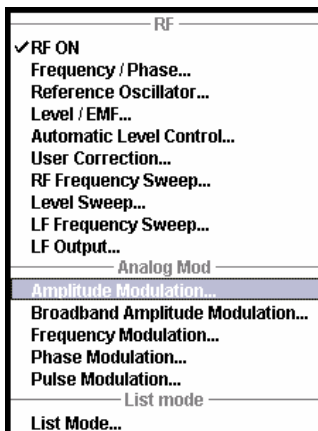 RF
RF ON
Frequency / Phase...
Reference Oscillator...
Level / EMF...
Automatic Level Control...
User Correction...
RF Frequency Sweep...
Level Sweep...
LF Frequency Sweep...
LF Output...
Analog Mod
Amplitude Modulation...
Broadband Amplitude Modulation...
Frequency Modulation...
Phase Modulation...
Pulse Modulation...
List mode
List Mode...